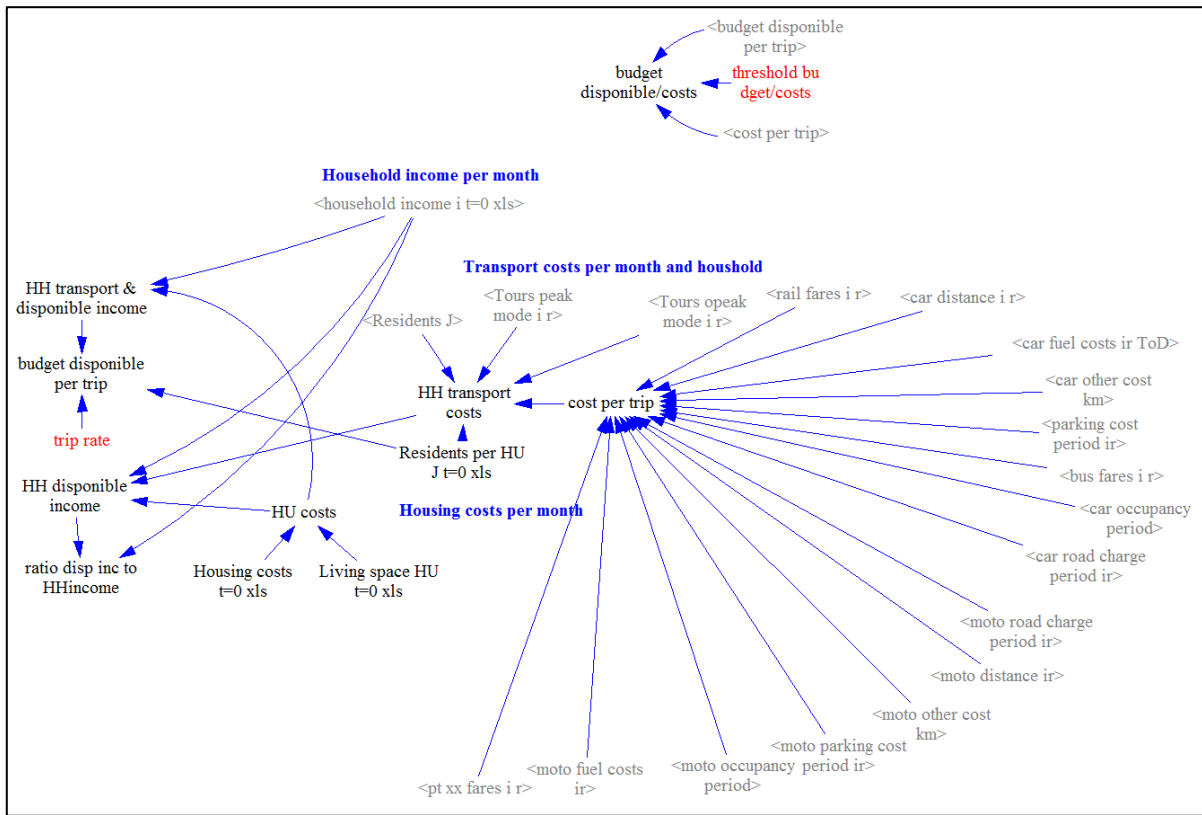 <budget disponible
per trip>
budget
disponible/costs
threshold bu
dget/costs
<cost per trip>
Household income per month
<household income i t=0 xls>
Transport costs per month and houshold
HH transport &
disponible income
<Residents J>
<Tours peak
mode i r>
<Tours opeak
mode i r>
<rail fares i r>
<car distance i r>
<car fuel costs ir ToD>
budget disponible
per trip
HH transport
costs
cost per trip
<car other cost
km>
<parking cost
period ir>
trip rate
Residents per HU
J t=0 xls
<bus fares i r>
HH disponible
income
HU costs
Housing costs per month
<car occupancy
period>
<car road charge
period ir>
ratio disp inc to
HHincome
Housing costs
t=0 xls
Living space HU
t=0 xls
<moto road charge
period ir>
<moto distance ir>
<moto other cost
km>
<moto parking cost
period ir>
<moto occupancy
period>
<moto fuel costs
ir>
<pt xx fares i r>